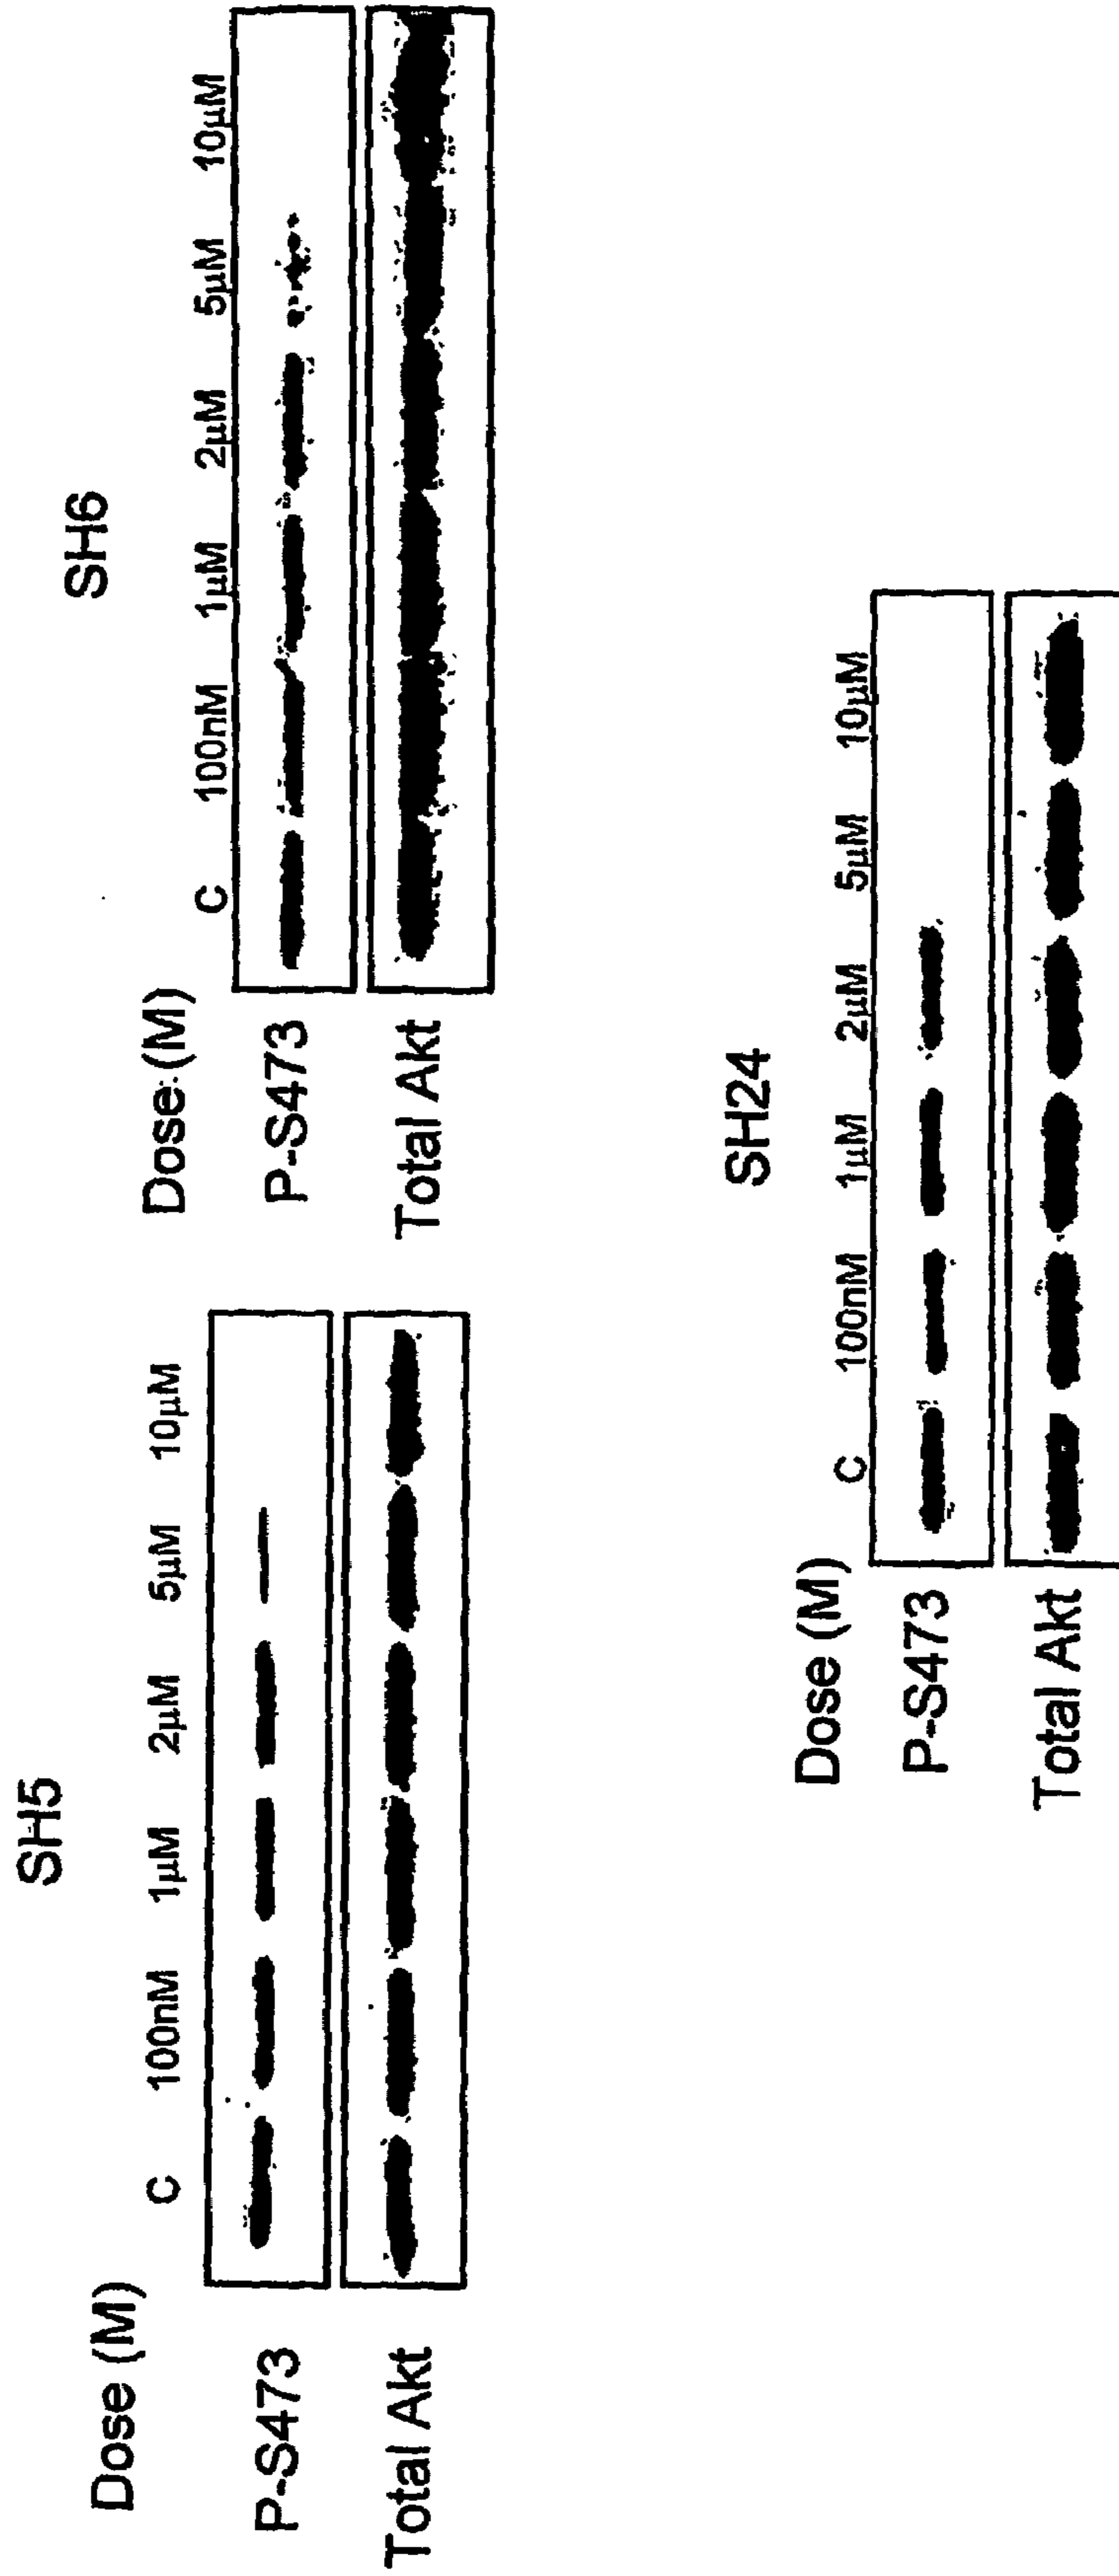 SH5
Dose (M) C 100nM 1µM 2µM 5µM 10µM
P-S473
Total Akt
SH6
Dose:(M) C 100nM 1µM 2µM 5µM 10µM
P-S473
Total Akt
SH24
Dose (M) C 100nM 1µM 2µM 5µM 10µM
P-S473
Total Akt